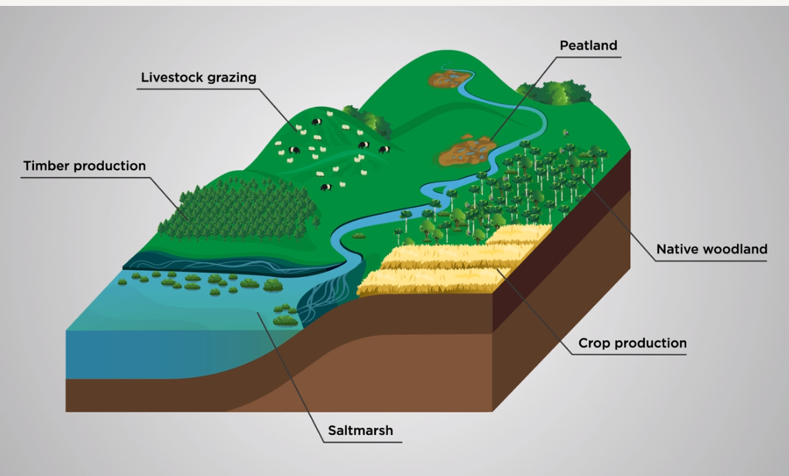 Peatland
Livestock grazing
Timber production
Native woodland
Crop production
Saltmarsh